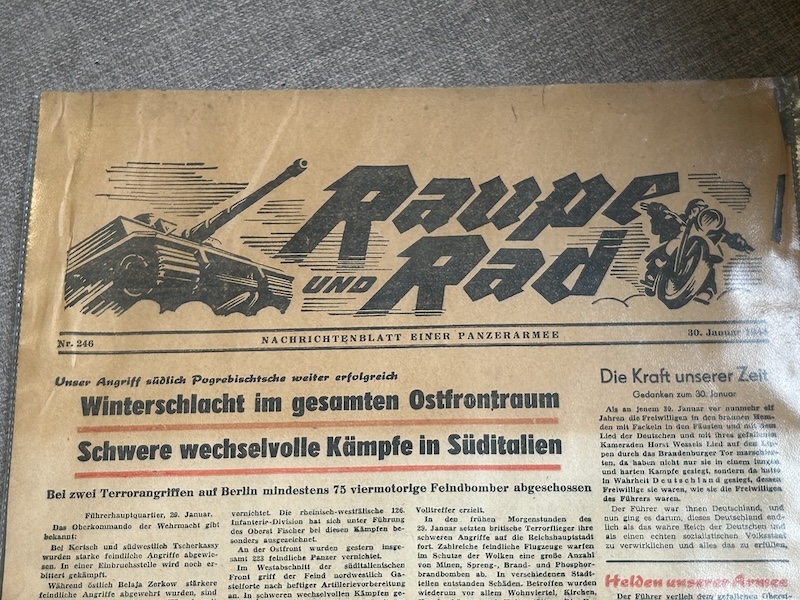 Raupe
UND Rad
Nr. 246
NACHRICHTENBLATT EINER PANZERARMEE
30. Januar
Unser Angriff südlich Pogrebischtsche weiter erfolgreich
Winterschlacht im gesamten Ostfrontraum
Schwere wechselvolle Kämpfe in Süditalien
Bei zwei Terrorangriffen auf Berlin mindestens 75 viermotorige Feindbomber abgeschossen
Führerhauptquartier, 29. Januar.
Das Oberkommando der Wehrmacht gibt
bekannt:
Bei Kertsch und südwestlich Tscherkassy
wurden starke feindliche Angriffe abgewie-
sen. In einer Einbruchsstelle wird noch er-
bittert gekämpft.
Während östlich Belaja Zerkow stärkere
feindliche Angriffe abgewehrt wurden, sind
vernichtet. Die rheinisch-westfälische 126.
Infanterie-Division hat sich unter Führung
des Oberst Fischer bei diesen Kämpfen be-
sonders ausgezeichnet.
An der Ostfront wurden gestern insge-
samt 223 feindliche Panzer vernichtet.
Im Westabschnitt der süditalienischen
Front griff der Feind nordwestlich Ga-
stelforte nach heftiger Artillerievorbereitung
an. In schweren wechselvollen Kämpfen ge-
Volltreffer erzielt.
In den frühen Morgenstunden des
29. Januar setzten britische Terrorflieger ihre
schweren Angriff auf die Reichshauptstadt
fort. Zahlreiche feindliche Flugzeuge warfen
im Schutze der Wolken eine große Anzahl
von Minen, Spreng-, Brand- und Phosphor-
brandbomben ab. In verschiedenen Stadt-
teilen entstanden Schäden. Betroffen wurden
wiederum vor allem Wohnviertel, Kirchen,
Die Kraft unserer Zeit
Gedanken zum 30. Januar
Als an jenem 30. Januar vor nunmehr elf
Jahren die Freiwilligen in den braunen Hem-
den mit Fackeln in den Fäusten und mit dem
Lied der Deutschen und mit ihres gefallenen
Kameraden Horst Wessels Lied auf den Lip-
pen durch das Brandenburger Tor marschier-
ten, da haben nicht nur sie in einem langen
und harten Kampfe gesiegt, sondern da hatte
in Wahrheit Deutschland gesiegt, dessen
Freiwillige sie waren, wie sie die Freiwilligen
des Führers waren.
Der Führer war ihnen Deutschland, und
nun ging es darum, dieses Deutschland end-
lich als das wahre Reich der Deutschen und
als einen echten sozialistischen Volksstaat
zu verwirklichen und alles das zu erfüllen,
Helden unserer Armee
Der Führer verlieh dem gefallenen Oberst-